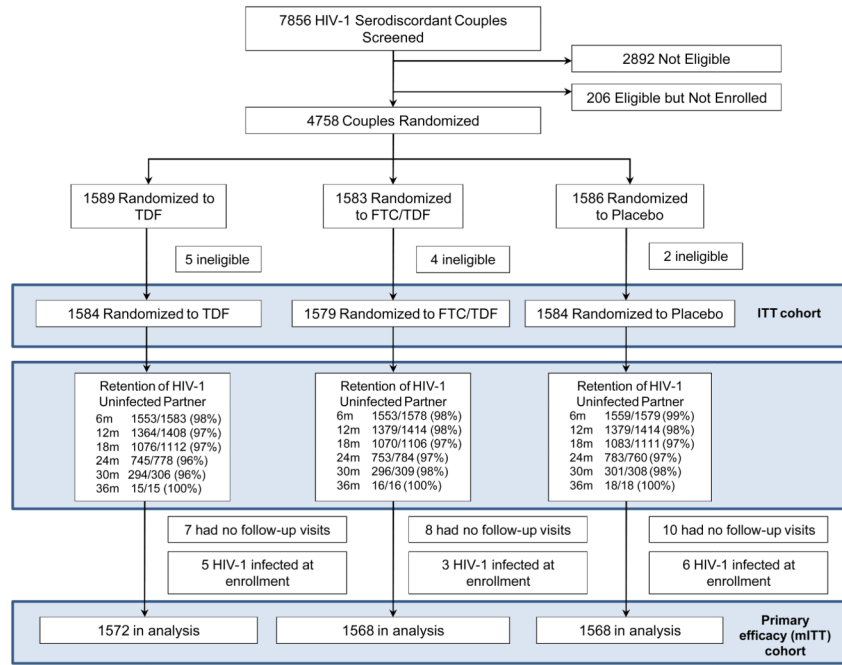 7856 HIV-1 Serodiscordant Couples
Screened
2892 Not Eligible
206 Eligible but Not Enrolled
4758 Couples Randomized
1589 Randomized to
TDF
1583 Randomized
to FTC/TDF
1586 Randomized
to Placebo
5 ineligible
4 ineligible
2 ineligible
1584 Randomized to TDF
1579 Randomized to FTC/TDF
1584 Randomized to Placebo
ITT cohort
Retention of HIV-1
Uninfected Partner
6m 1553/1583 (98%)
12m 1364/1408 (97%)
18m 1076/1112 (97%)
24m 745/778 (96%)
30m 294/306 (96%)
36m 15/15 (100%)
Retention of HIV-1
Uninfected Partner
6m 1553/1578 (98%)
12m 1379/1414 (98%)
18m 1070/1106 (97%)
24m 753/784 (97%)
30m 296/309 (98%)
36m 16/16 (100%)
Retention of HIV-1
Uninfected Partner
6m 1559/1579 (99%)
12m 1379/1414 (98%)
18m 1083/1111 (97%)
24m 783/760 (97%)
30m 301/308 (98%)
36m 18/18 (100%)
7 had no follow-up visits
8 had no follow-up visits
10 had no follow-up visits
5 HIV-1 infected at
enrollment
3 HIV-1 infected at
enrollment
6 HIV-1 infected at
enrollment
1572 in analysis
1568 in analysis
1568 in analysis
Primary
efficacy (mITT)
cohort